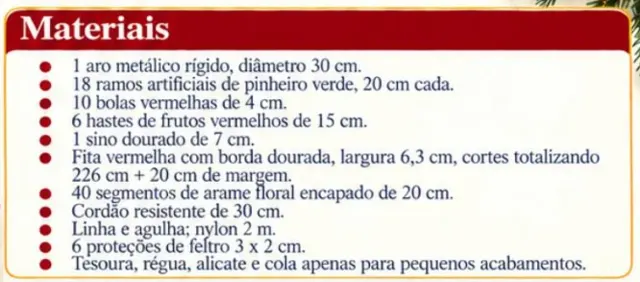 Materiais
1 aro metálico rígido, diâmetro 30 cm.
18 ramos artificiais de pinheiro verde, 20 cm cada.
10 bolas vermelhas de 4 cm.
6 hastes de frutos vermelhos de 15 cm.
1 sino dourado de 7 cm.
Fita vermelha com borda dourada, largura 6,3 cm, cortes totalizando
226 cm + 20 cm de margem.
40 segmentos de arame floral encapado de 20 cm.
Cordão resistente de 30 cm.
Linha e agulha; nylon 2 m.
6 proteções de feltro 3 x 2 cm.
Tesoura, régua, alicate e cola apenas para pequenos acabamentos.